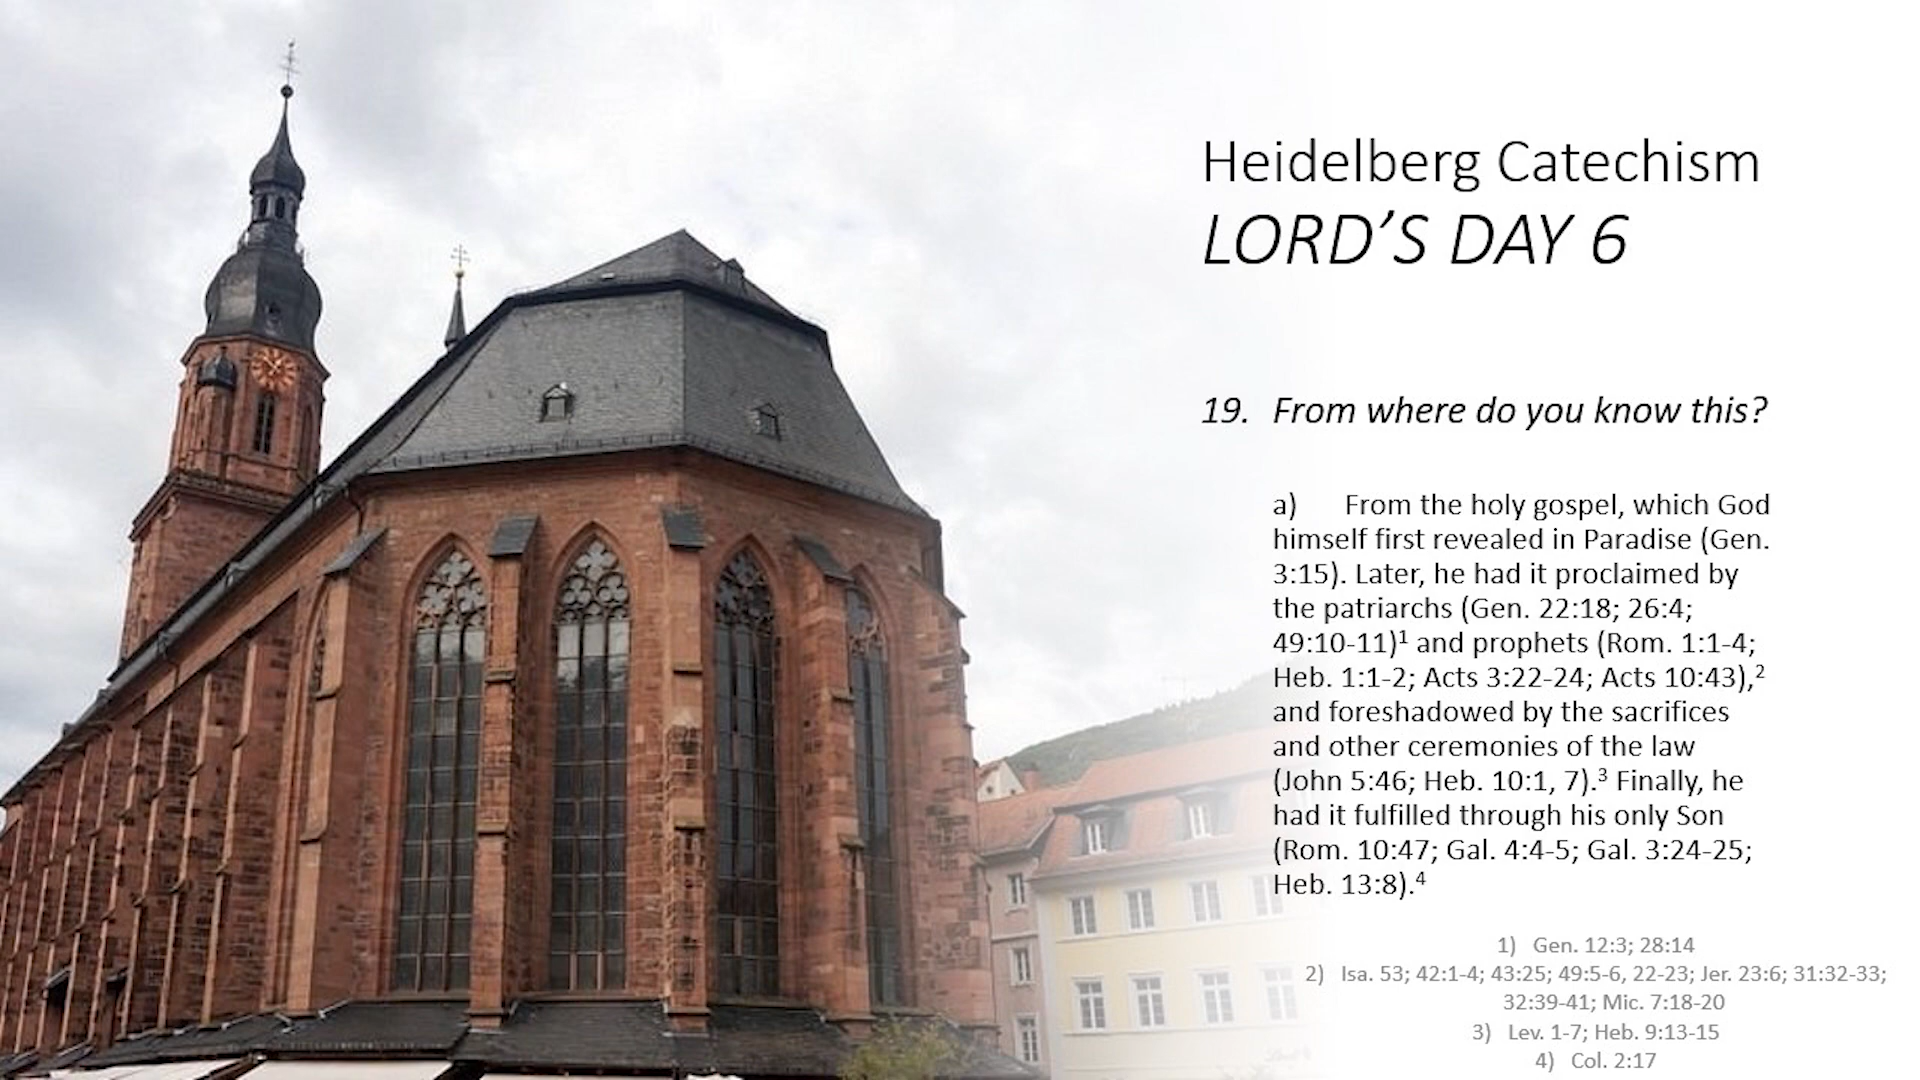 Heidelberg Catechism
LORD’S DAY 6
19. From where do you know this?
a) From the holy gospel, which God
himself first revealed in Paradise (Gen.
3:15). Later, he had it proclaimed by
the patriarchs (Gen. 22:18; 26:4;
49:10-11)¹ and prophets (Rom. 1:1-4;
Heb. 1:1-2; Acts 3:22-24; Acts 10:43),²
and foreshadowed by the sacrifices
and other ceremonies of the law
(John 5:46; Heb. 10:1, 7).³ Finally, he
had it fulfilled through his only Son
(Rom. 10:47; Gal. 4:4-5; Gal. 3:24-25;
Heb. 13:8).⁴
1) Gen. 12:3; 28:14
2) Isa. 53; 42:1-4; 43:25; 49:5-6, 22-23; Jer. 23:6; 31:32-33;
32:39-41; Mic. 7:18-20
3) Lev. 1-7; Heb. 9:13-15
4) Col. 2:17